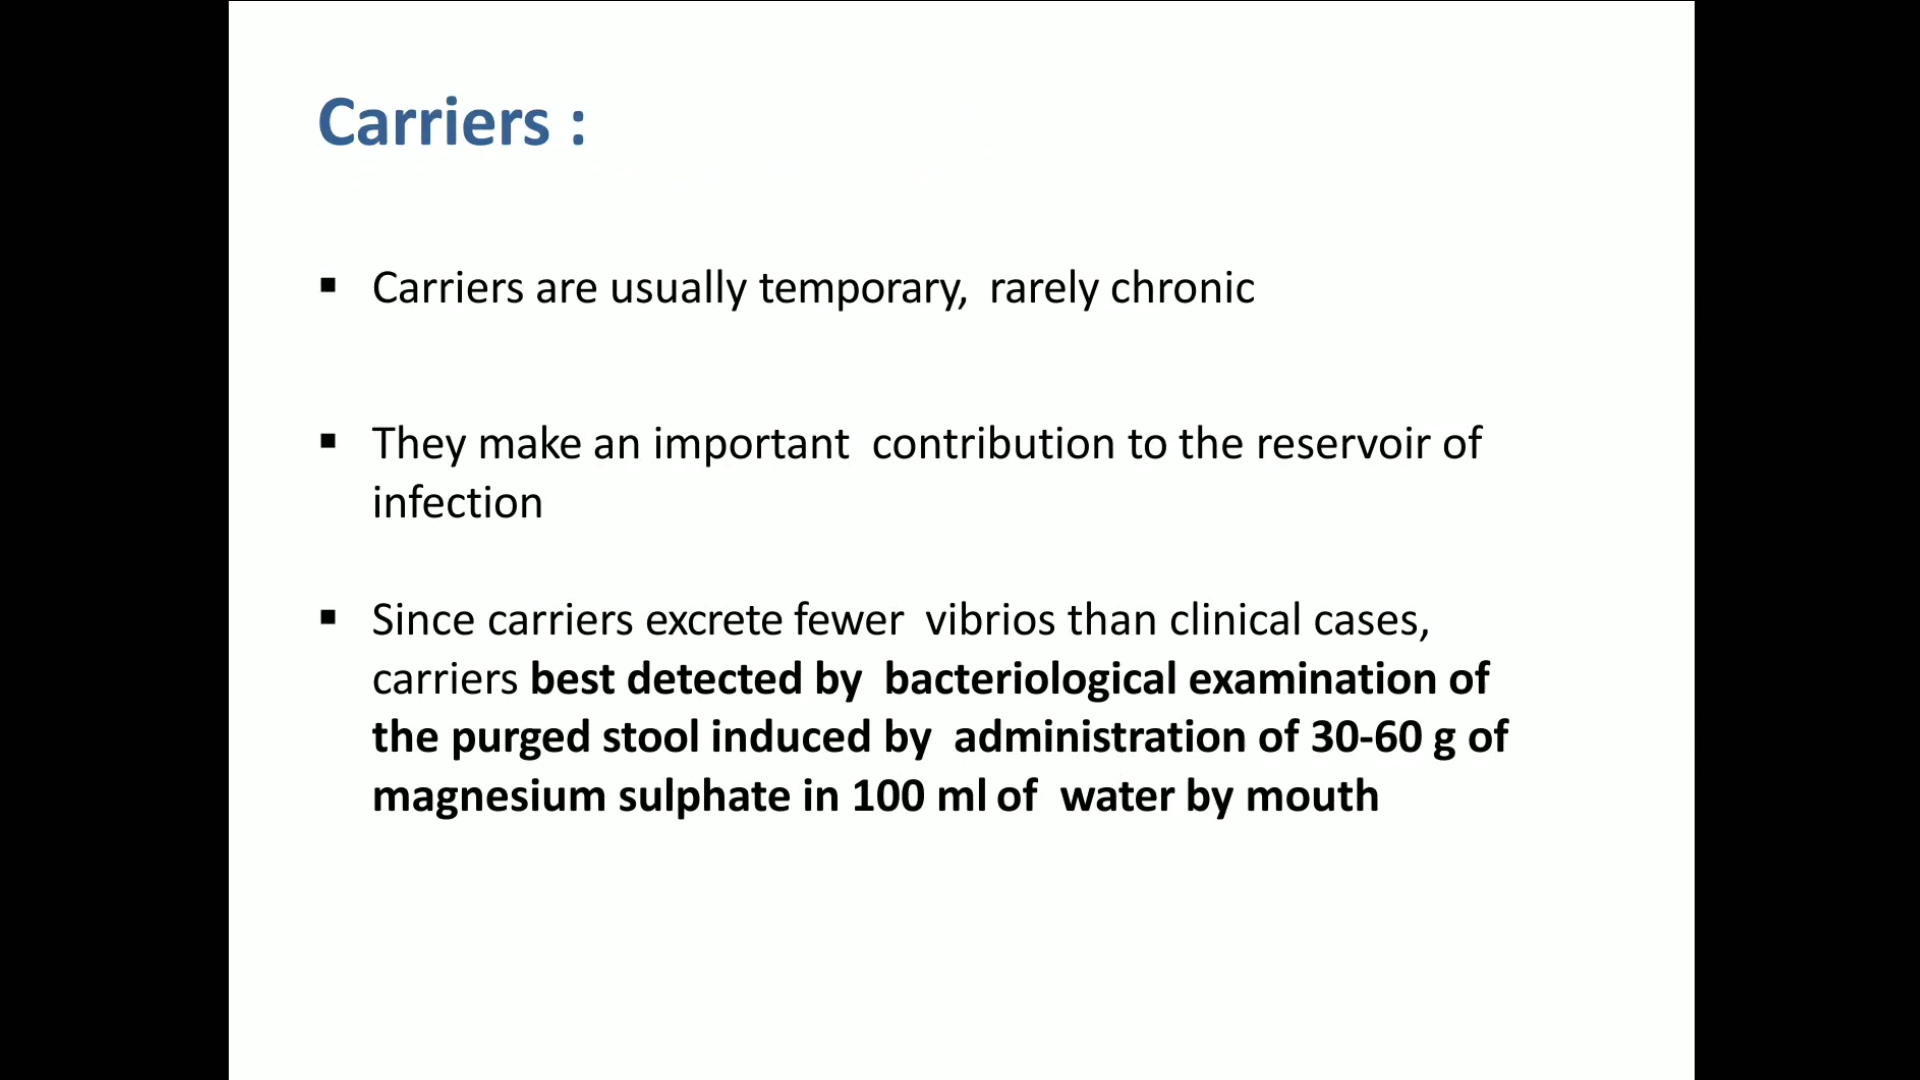 Carriers :
▪ Carriers are usually temporary, rarely chronic
▪ They make an important contribution to the reservoir of
infection
▪ Since carriers excrete fewer vibrios than clinical cases,
carriers best detected by bacteriological examination of
the purged stool induced by administration of 30-60 g of
magnesium sulphate in 100 ml of water by mouth